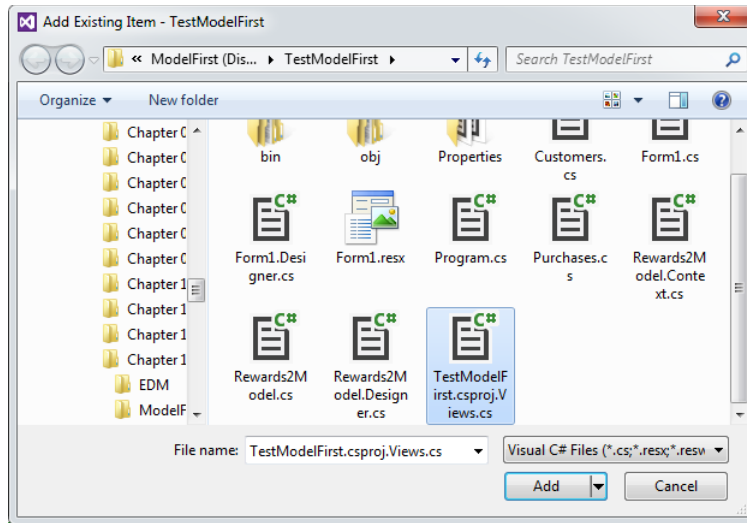 Add Existing Item - TestModelFirst
« ModelFirst (Dis... ▸ TestModelFirst ▸
Search TestModelFirst
Organize
New folder
Chapter 0
Chapter 0
Chapter 0
Chapter 0
Chapter 0
Chapter 0
Chapter 1
Chapter 1
Chapter 1
Chapter 1
EDM
ModelF
bin
obj
Properties
Customers.
cs
Form1.cs
C#
Form1.Desi
gner.cs
Form1.resx
C#
Program.cs
C#
Purchases.c
s
C#
Rewards2M
odel.Conte
xt.cs
C#
Rewards2M
odel.cs
C#
Rewards2M
odel.Design
er.cs
C#
TestModelF
irst.csproj.V
iews.cs
File name:
TestModelFirst.csproj.Views.cs
Visual C# Files (*.cs;*.resx;*.resw
Add
Cancel